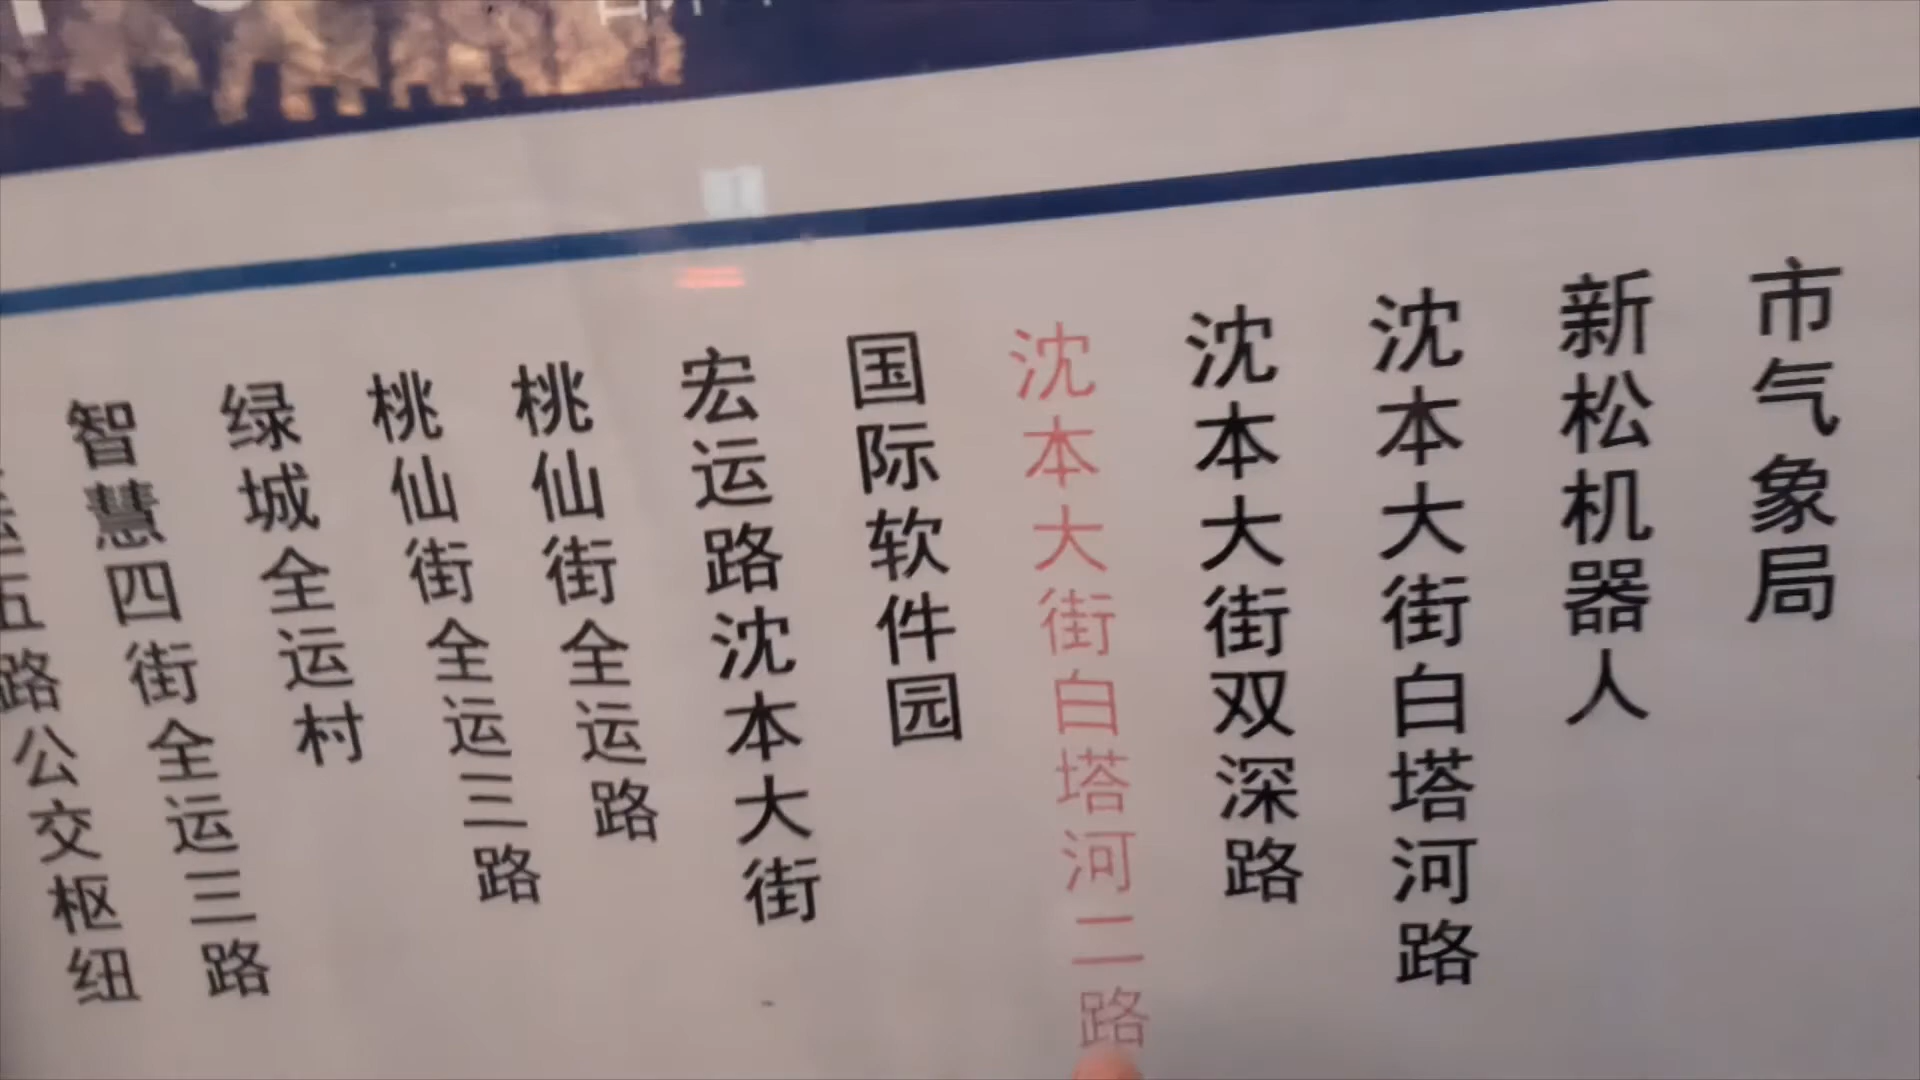 五路公交枢纽
智慧四街全运三路
绿城全运村
桃仙街全运三路
桃仙街全运路
宏运路沈本大街
国际软件园
沈本大街白塔河二路
沈本大街双深路
沈本大街白塔河路
新松机器人
市气象局